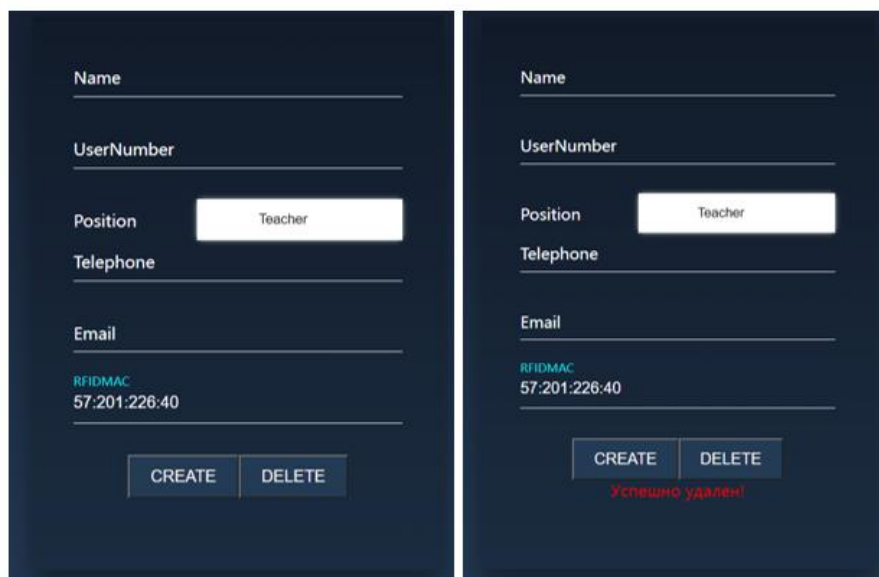 Name
UserNumber
Position Teacher
Telephone
Email
RFIDMAC
57:201:226:40
CREATE DELETE
Name
UserNumber
Position Teacher
Telephone
Email
RFIDMAC
57:201:226:40
CREATE DELETE
Успешно удален!